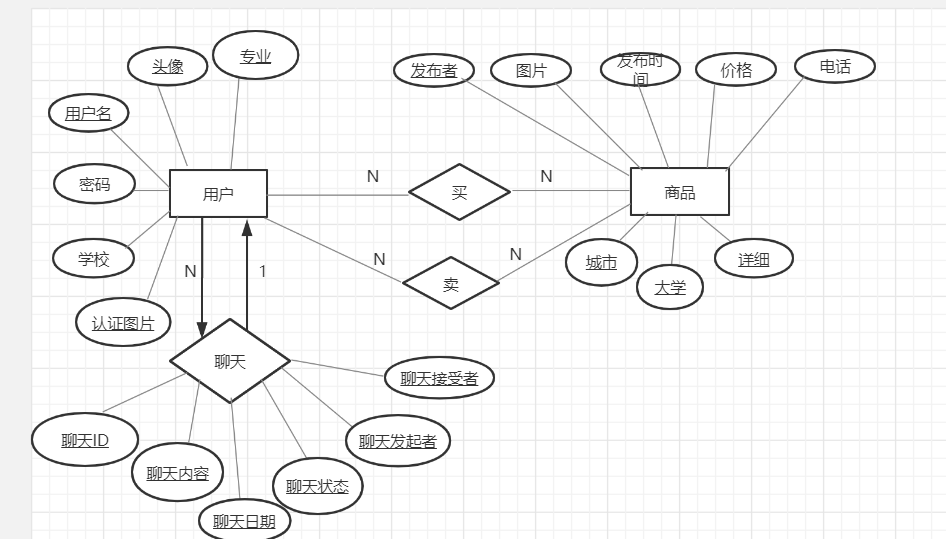 专业
头像
用户名
密码
学校
认证图片
用户
发布者
图片
发布时
间
价格
电话
N
买
N
商品
N
卖
N
城市
大学
详细
N
1
聊天
聊天接受者
聊天发起者
聊天ID
聊天内容
聊天状态
聊天日期